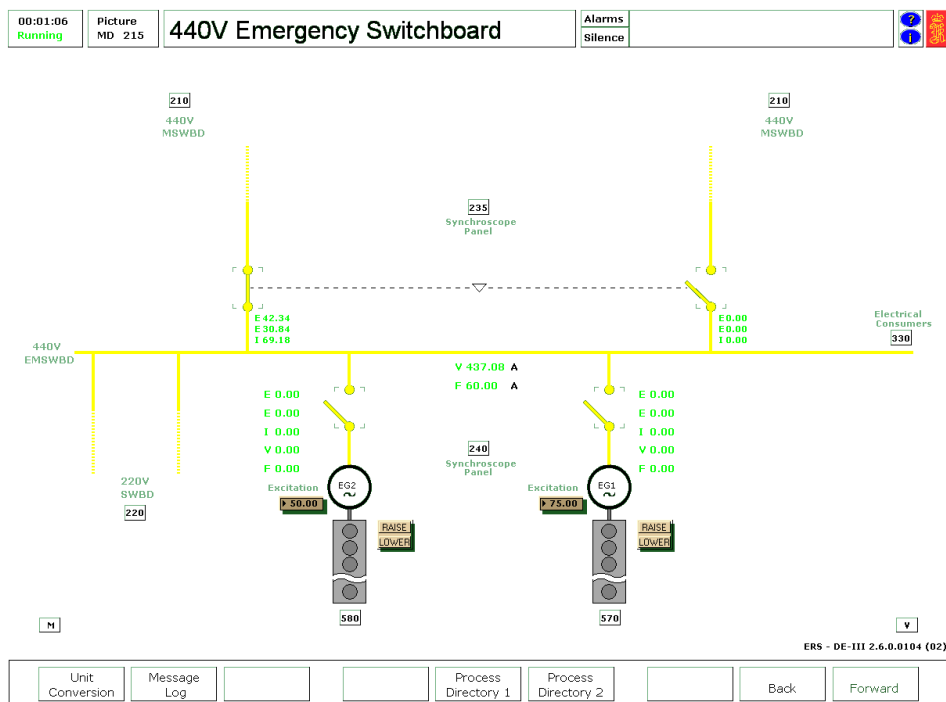 00:01:06
Running
Picture
MD 215
440V Emergency Switchboard
Alarms
Silence
?
i
210
440V
MSWBD
210
440V
MSWBD
235
Synchroscope
Panel
E 42.34
E 30.84
I 69.18
E 0.00
E 0.00
I 0.00
Electrical
Consumers
330
440V
EMSWBD
V 437.08 A
F 60.00 A
E 0.00
E 0.00
I 0.00
V 0.00
F 0.00
E 0.00
E 0.00
I 0.00
V 0.00
F 0.00
240
Synchroscope
Panel
220V
SWBD
220
Excitation
50.00
EG2
~
RAISE
LOWER
580
Excitation
75.00
EG1
~
RAISE
LOWER
570
M
V
ERS - DE-III 2.6.0.0104 (02)
Unit
Conversion
Message
Log
Process
Directory 1
Process
Directory 2
Back
Forward